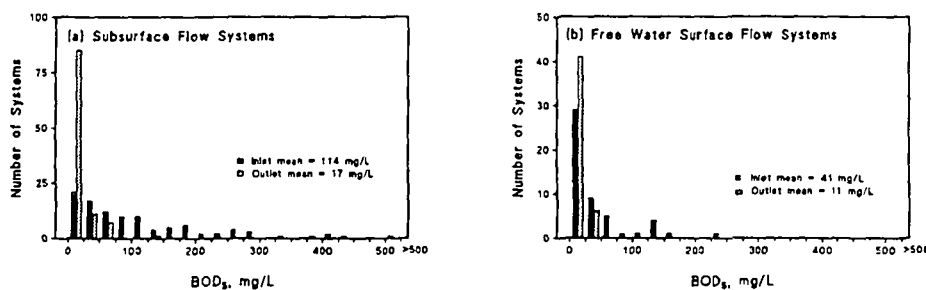 100
75
50
25
0
Number of Systems
(a) Subsurface Flow Systems
Inlet mean = 114 mg/L
Outlet mean = 17 mg/L
0 100 200 300 400 500 >500
BOD₅, mg/L
50
40
30
20
10
0
Number of Systems
(b) Free Water Surface Flow Systems
Inlet mean = 41 mg/L
Outlet mean = 11 mg/L
0 100 200 300 400 500 >500
BOD₅, mg/L